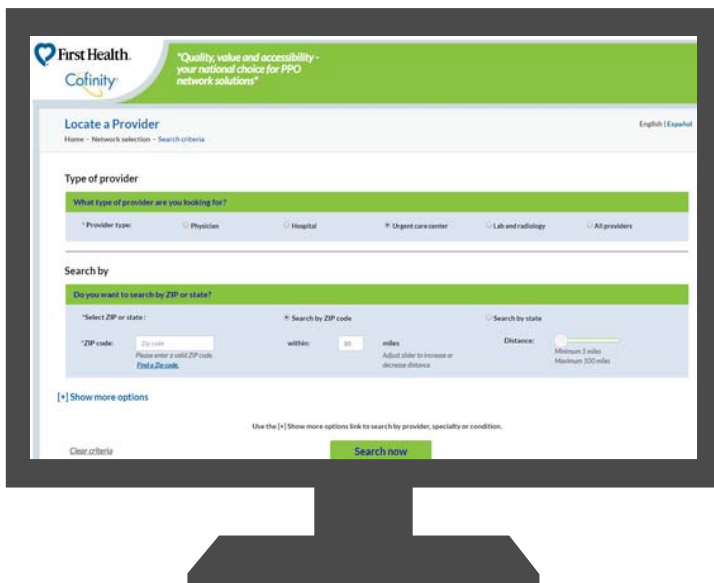 First Health.
Cofinity
"Quality, value and accessibility -
your national choice for PPO
network solutions"
Locate a Provider
English | Español
Home - Network selection - Search criteria
Type of provider
What type of provider are you looking for?
*Provider type: Physician Hospital Urgent care center Lab and radiology All providers
Search by
Do you want to search by ZIP or state?
*Select ZIP or state: Search by ZIP code Search by state
*ZIP code: Zip code within: 10 miles Distance:
Please enter a valid ZIP code. Adjust slider to increase or Minimum 5 miles
Find a Zip code. decrease distance Maximum 100 miles
[+] Show more options
Use the [+] Show more options link to search by provider, specialty or condition.
Clear criteria Search now